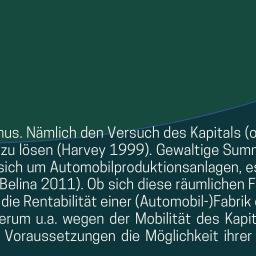 nus. Nämlich den Versuch des Kapitals (o
zu lösen (Harvey 1999). Gewaltige Summ
sich um Automobilproduktionsanlagen, es
Belina 2011). Ob sich diese räumlichen F
die Rentabilität einer (Automobil-)Fabrik
erum u.a. wegen der Mobilität des Kapit
Voraussetzungen die Möglichkeit ihrer